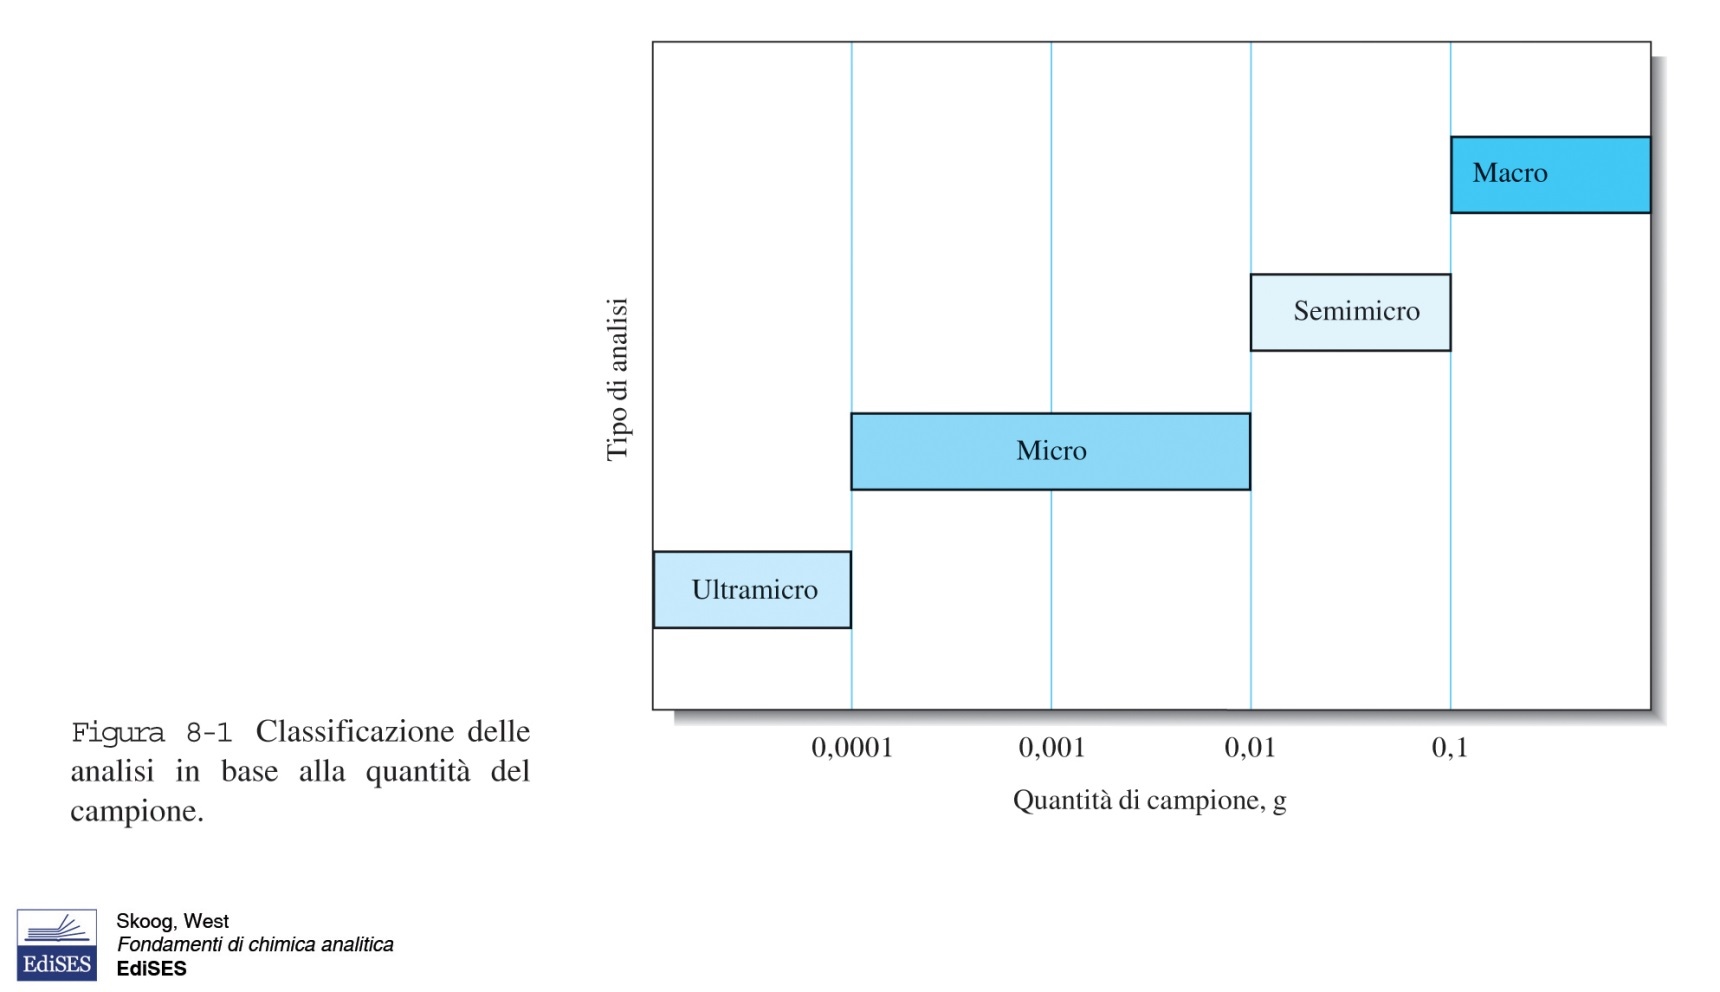 Macro
Semimicro
Tipo di analisi
Micro
Ultramicro
0,0001 0,001 0,01 0,1
Quantità di campione, g
Figura 8-1 Classificazione delle
analisi in base alla quantità del
campione.
EdiSES
Skoog, West
Fondamenti di chimica analitica
EdiSES